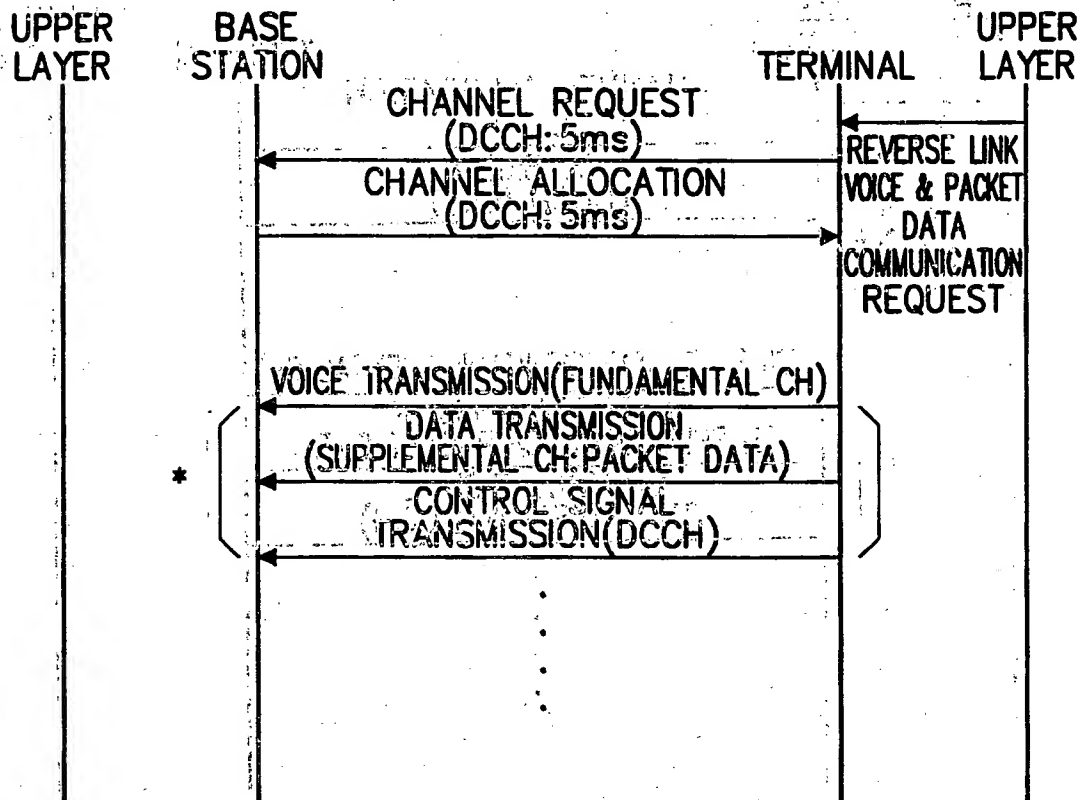 UPPER LAYER
BASE STATION
TERMINAL
UPPER LAYER
CHANNEL REQUEST
(DCCH: 5ms)
CHANNEL ALLOCATION
(DCCH: 5ms)
REVERSE LINK
VOICE & PACKET
DATA
COMMUNICATION
REQUEST
VOICE TRANSMISSION(FUNDAMENTAL CH)
DATA TRANSMISSION
(SUPPLEMENTAL CH:PACKET DATA)
*
CONTROL SIGNAL
TRANSMISSION(DCCH)